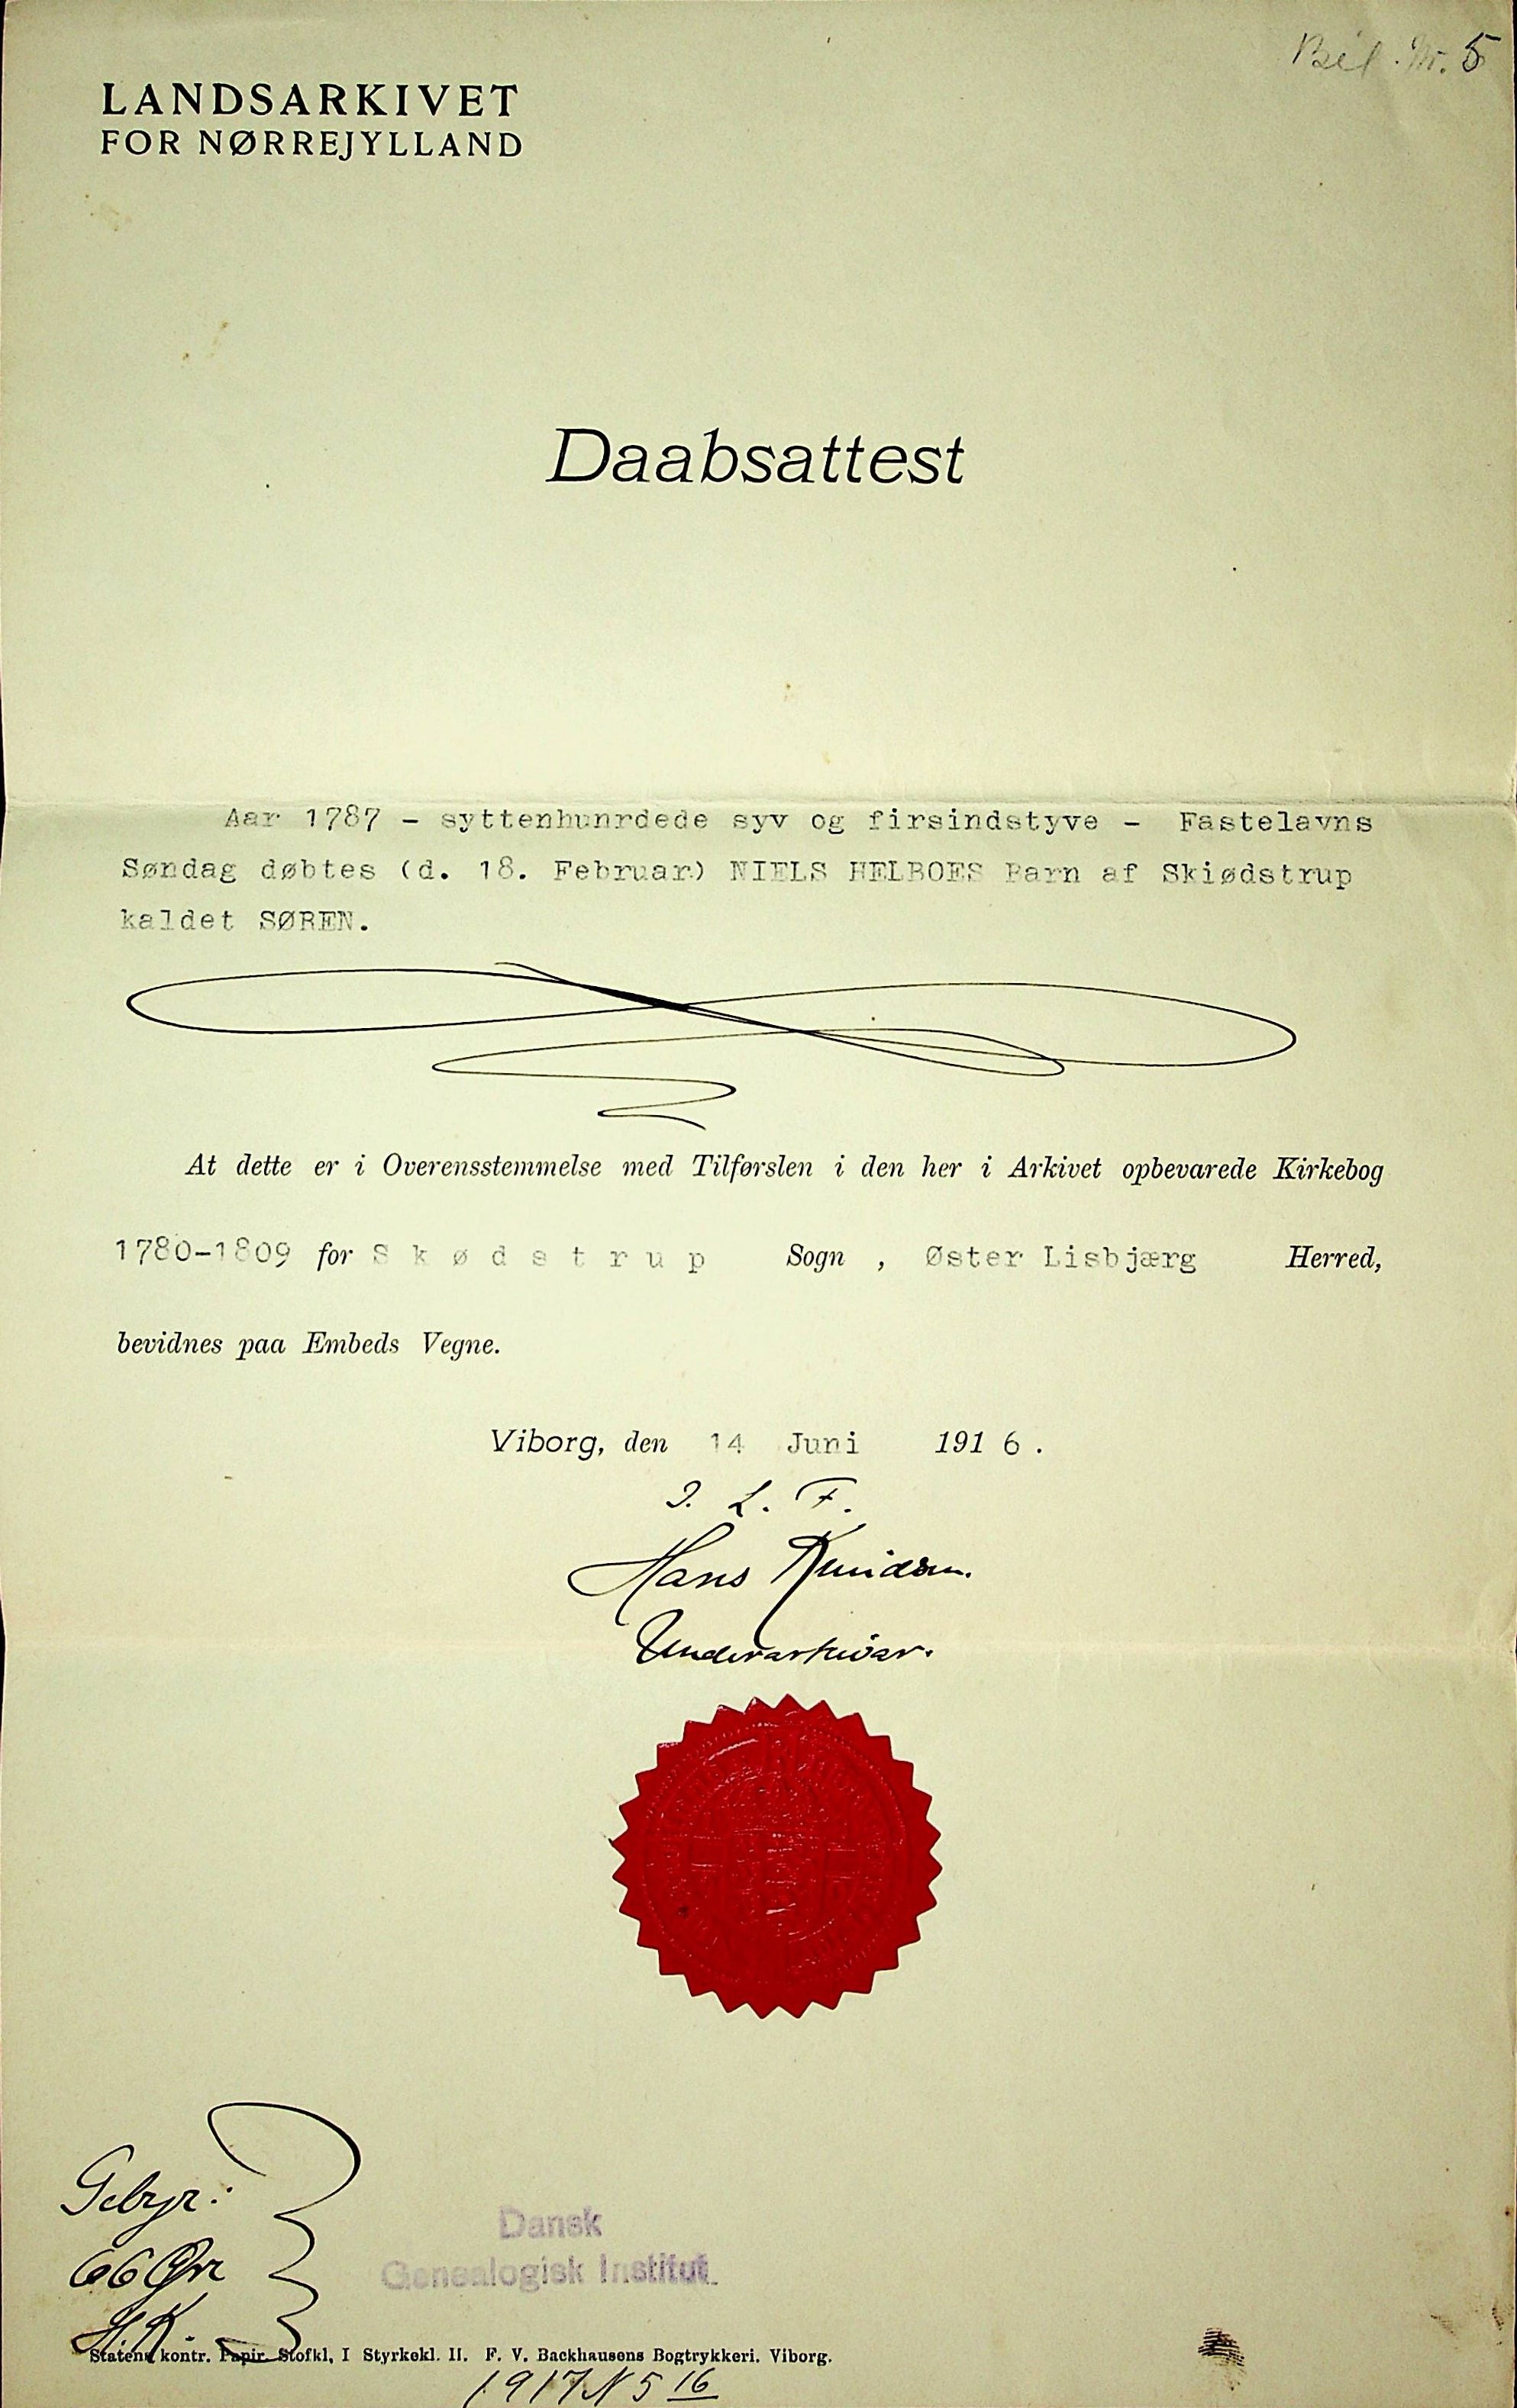 Bil. Nr. 5
LANDSARKIVET
FOR NØRREJYLLAND
Daabsattest
Aar 1787 - syttenhunrdede syv og firsindstyve - Fastelavns
Søndag døbtes (d. 18. Februar) NIELS HELBOES Barn af Skiødstrup
kaldet SØREN.
At dette er i Overensstemmelse med Tilførslen i den her i Arkivet opbevarede Kirkebog
1780-1809 for Skødstrup Sogn , Øster Lisbjærg Herred,
bevidnes paa Embeds Vegne.
Viborg, den 14 Juni 1916.
I. L. F.
Hans Knudsen.
Underarkivar.
Gebyr:
66 Øre
H. K.
Dansk
Genealogisk Institut.
Statens kontr. Papir. Stofkl, I Styrkekl. II. F. V. Backhausens Bogtrykkeri. Viborg.
1917 N 5 16